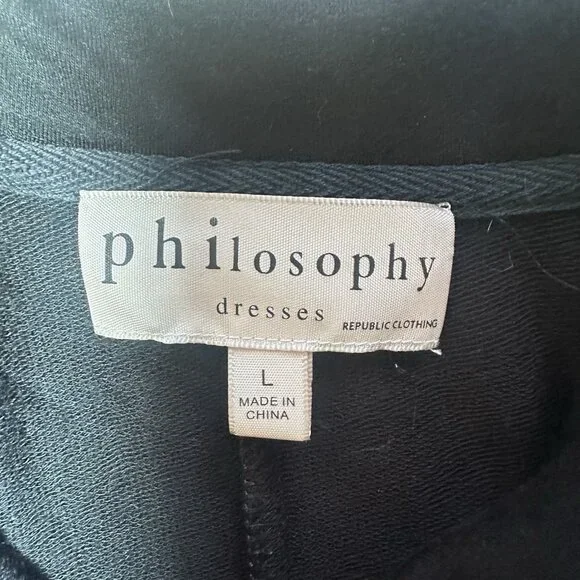 philosophy
dresses
REPUBLIC CLOTHING
L
MADE IN
CHINA